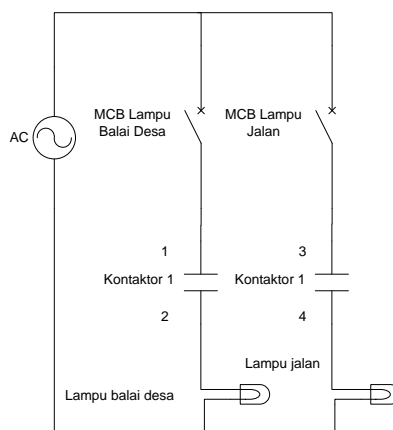 MCB Lampu
Balai Desa
MCB Lampu
Jalan
AC
1
3
Kontaktor 1
Kontaktor 1
2
4
Lampu jalan
Lampu balai desa